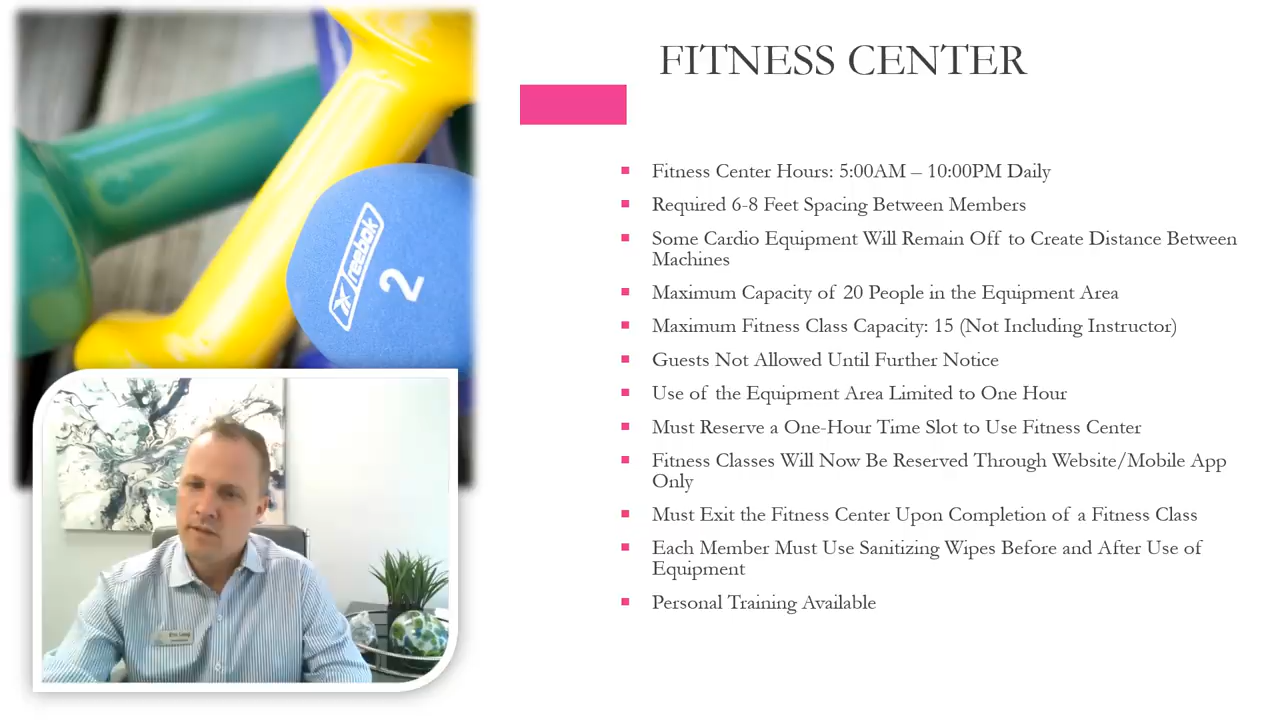 FITNESS CENTER
Fitness Center Hours: 5:00AM – 10:00PM Daily
Required 6-8 Feet Spacing Between Members
Some Cardio Equipment Will Remain Off to Create Distance Between
Machines
Maximum Capacity of 20 People in the Equipment Area
Maximum Fitness Class Capacity: 15 (Not Including Instructor)
Guests Not Allowed Until Further Notice
Use of the Equipment Area Limited to One Hour
Must Reserve a One-Hour Time Slot to Use Fitness Center
Fitness Classes Will Now Be Reserved Through Website/Mobile App
Only
Must Exit the Fitness Center Upon Completion of a Fitness Class
Each Member Must Use Sanitizing Wipes Before and After Use of
Equipment
Personal Training Available
Reebok
2